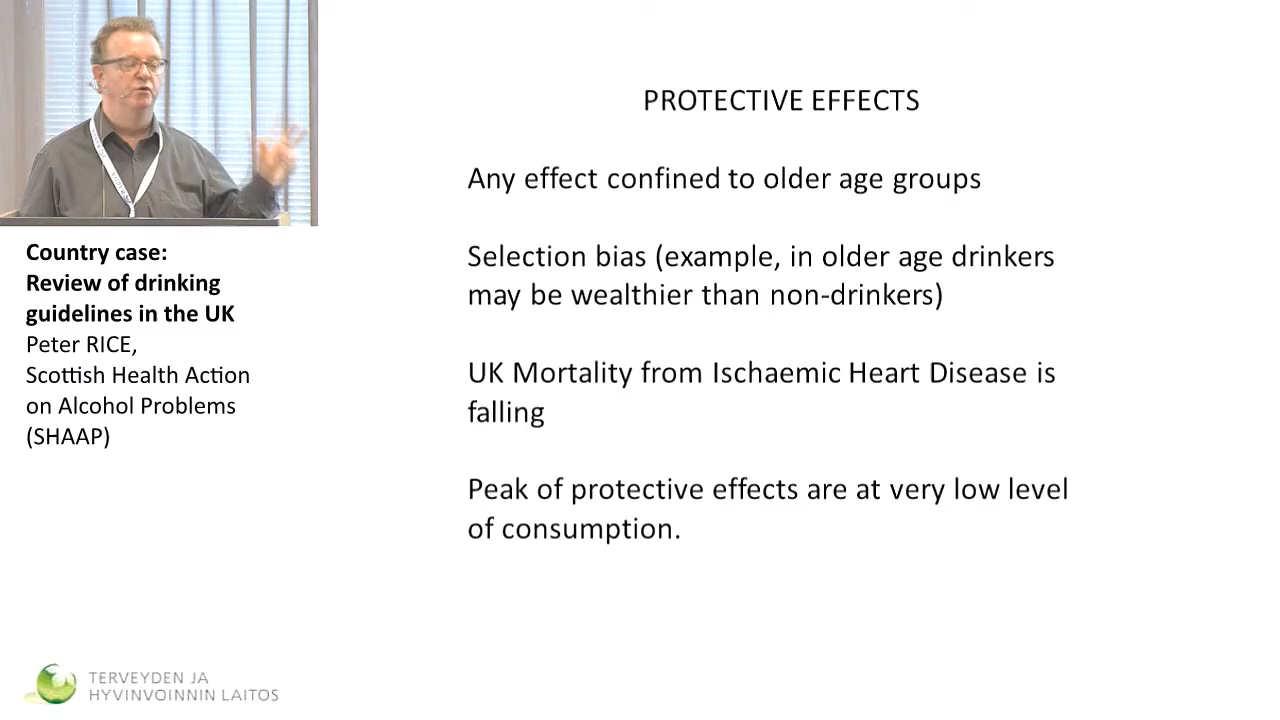 PROTECTIVE EFFECTS
Any effect confined to older age groups
Selection bias (example, in older age drinkers
may be wealthier than non-drinkers)
UK Mortality from Ischaemic Heart Disease is
falling
Peak of protective effects are at very low level
of consumption.
Country case:
Review of drinking
guidelines in the UK
Peter RICE,
Scottish Health Action
on Alcohol Problems
(SHAAP)
TERVEYDEN JA
HYVINVOINNIN LAITOS